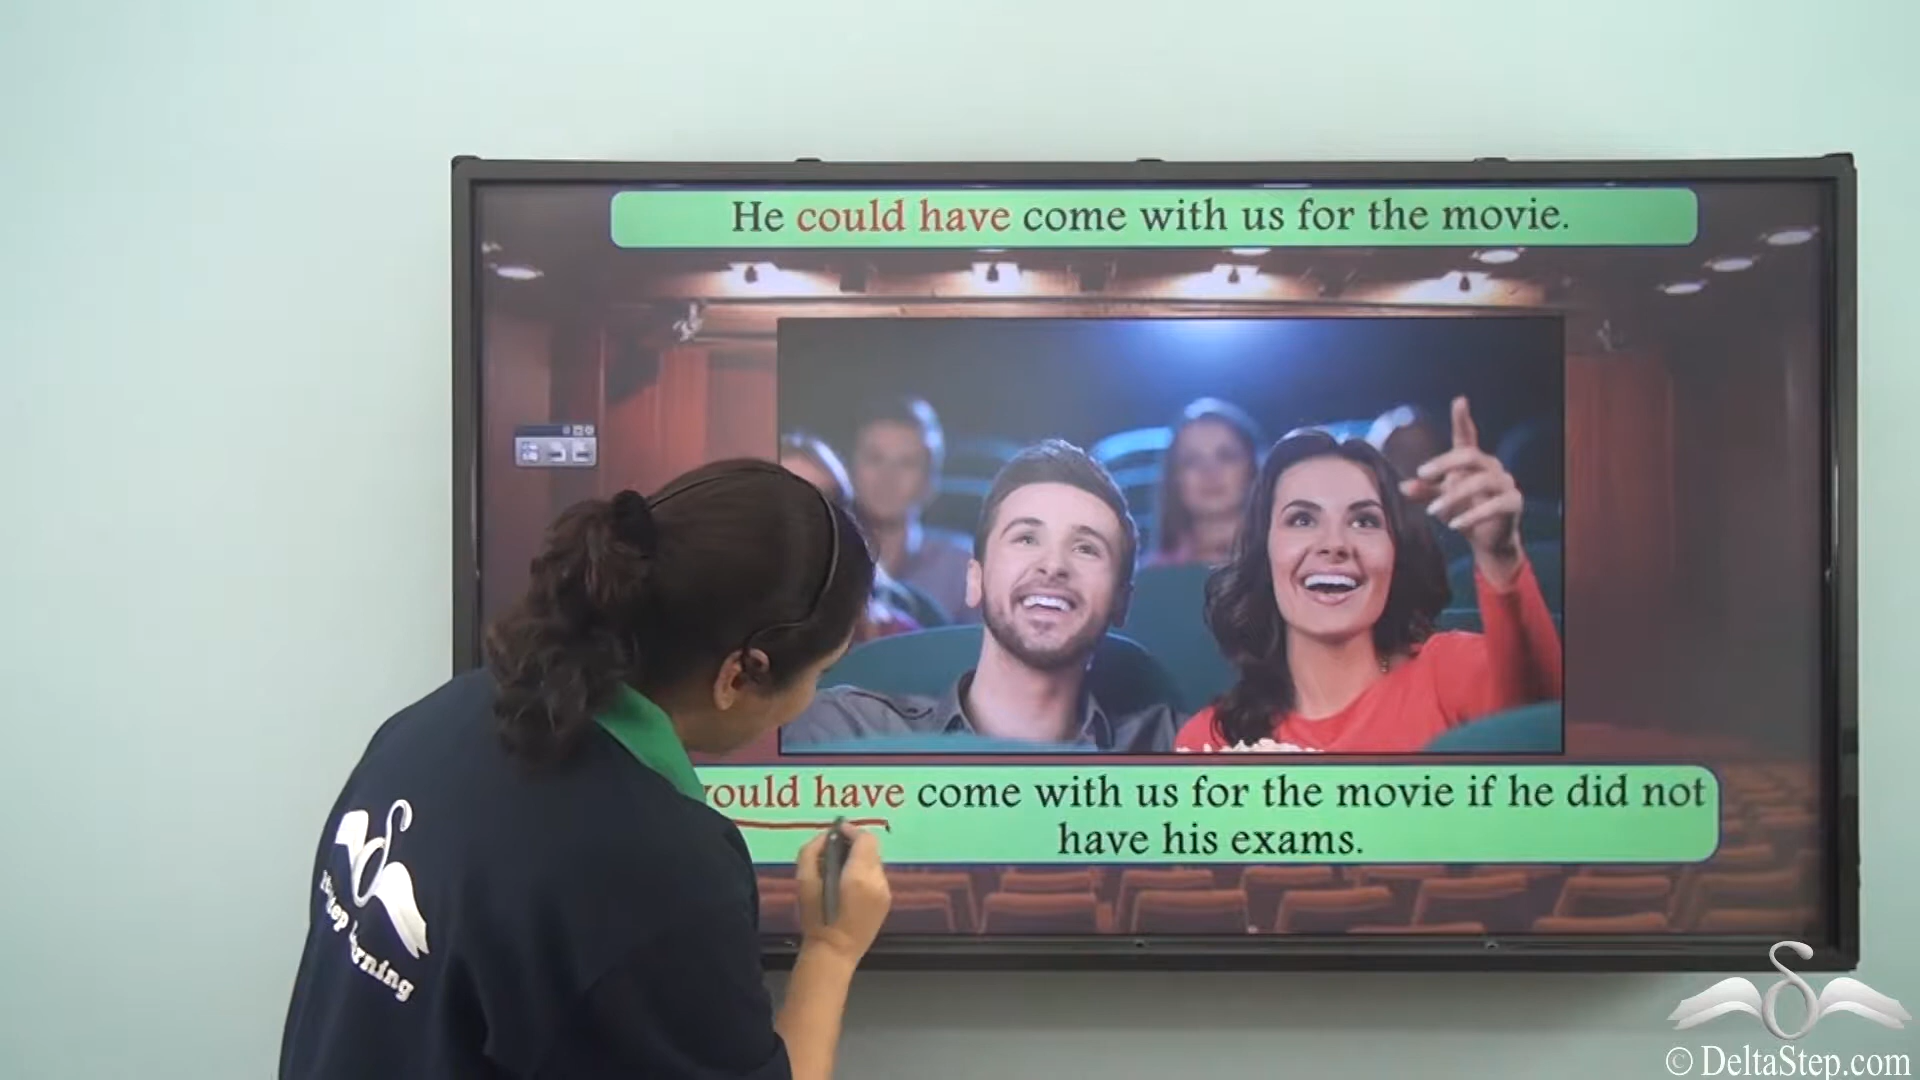 He could have come with us for the movie.
have come with us for the movie if he did not
have his exams.
© DeltaStep.com